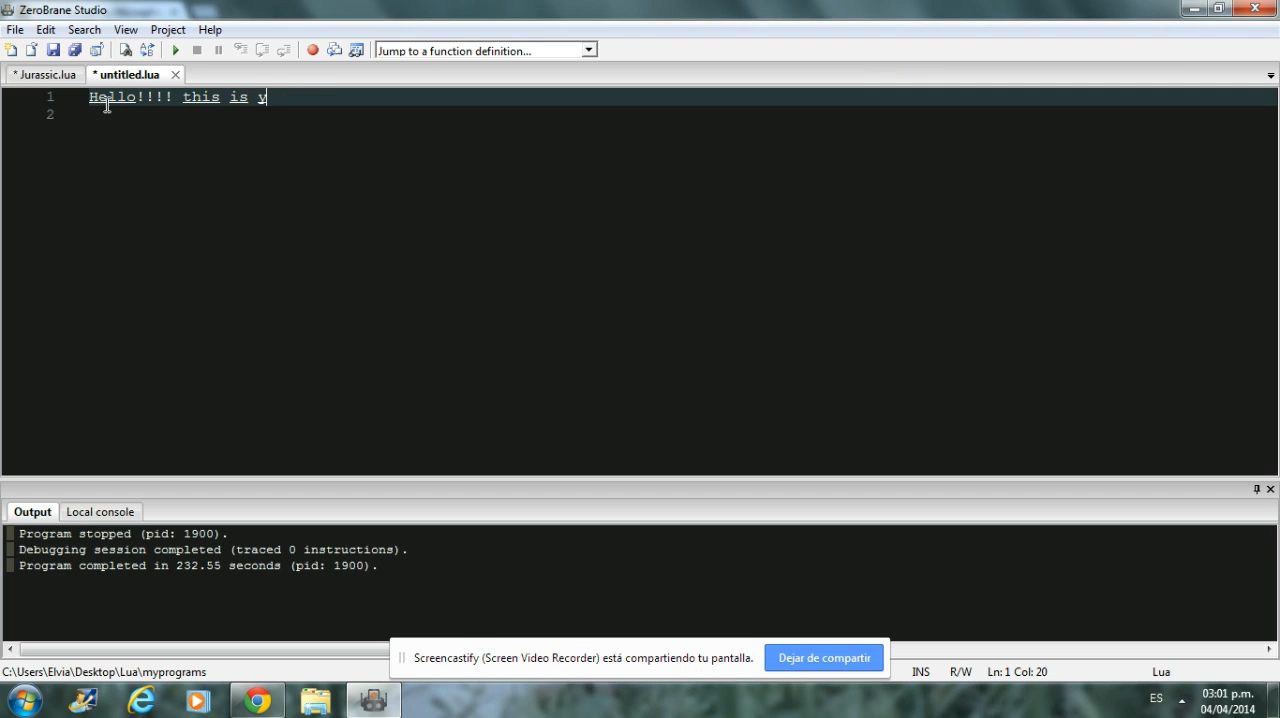 ZeroBrane Studio
File Edit Search View Project Help
Jump to a function definition...
* Jurassic.lua * untitled.lua
1 Hello!!!! this is y
2
Output Local console
Program stopped (pid: 1900).
Debugging session completed (traced 0 instructions).
Program completed in 232.55 seconds (pid: 1900).
Screencastify (Screen Video Recorder) está compartiendo tu pantalla. Dejar de compartir
C:\Users\Elvia\Desktop\Lua\myprograms INS R/W Ln: 1 Col: 20 Lua
ES 03:01 p.m.
04/04/2014